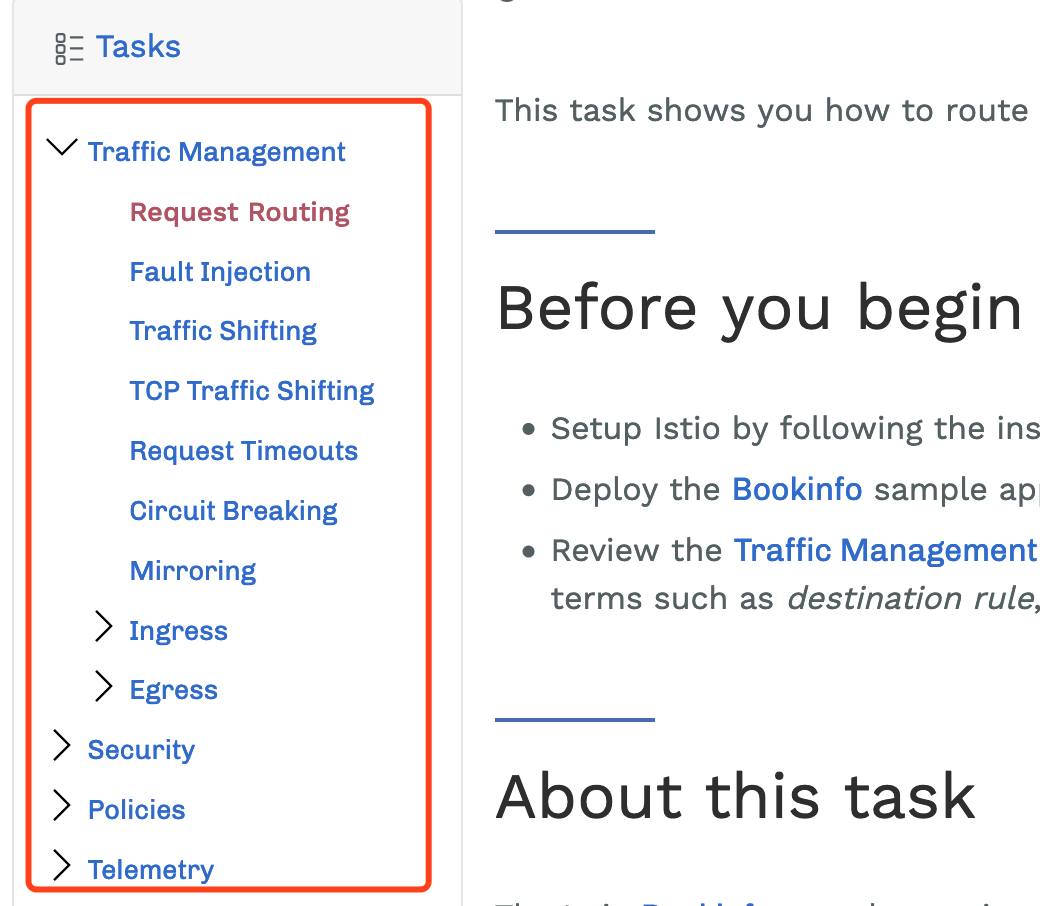 Tasks
Traffic Management
Request Routing
Fault Injection
Traffic Shifting
TCP Traffic Shifting
Request Timeouts
Circuit Breaking
Mirroring
Ingress
Egress
Security
Policies
Telemetry
This task shows you how to route
Before you begin
• Setup Istio by following the ins
• Deploy the Bookinfo sample app
• Review the Traffic Management
terms such as destination rule,
About this task